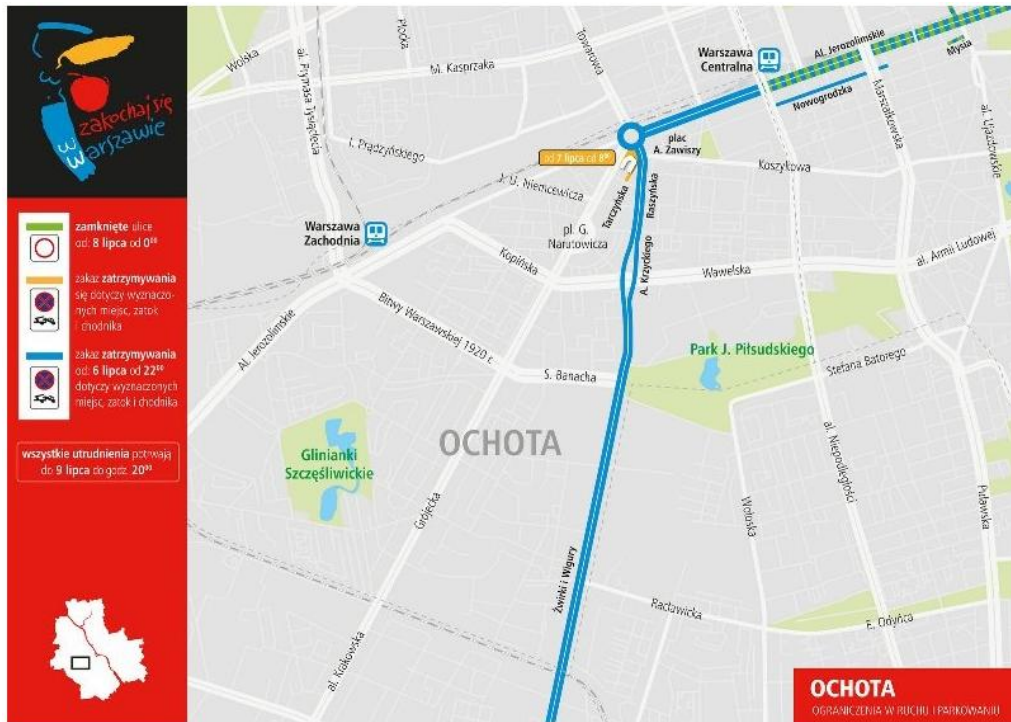 zakochaj się
w
Warszawie
zamknięte ulice
od: 8 lipca od 0⁰⁰
zakaz zatrzymywania
się dotyczy wyznaczo-
nych miejsc, zatok
i chodnika
zakaz zatrzymywania
od: 6 lipca od 22⁰⁰
dotyczy wyznaczonych
miejsc, zatok i chodnika
wszystkie utrudnienia potrwają
do 9 lipca do godz. 20⁰⁰
Płocka
Wolska
al. Prymasa Tysiąclecia
M. Kasprzaka
Towarowa
Warszawa
Centralna
Al. Jerozolimskie
Mysia
Nowogrodzka
Marszałkowska
al. Ujazdowskie
plac
A. Zawiszy
od 7 lipca od 8⁰⁰
I. Prądzyńskiego
Koszykowa
J. U. Niemcewicza
Tarczyńska
Raszyńska
Warszawa
Zachodnia
pl. G.
Narutowicza
Kopińska
A. Krzyckiego
Wawelska
al. Armii Ludowej
Al. Jerozolimskie
Bitwy Warszawskiej 1920 r.
Park J. Piłsudskiego
Stefana Batorego
S. Banacha
OCHOTA
Glinianki
Szczęśliwickie
Grójecka
al. Niepodległości
Wołoska
Puławska
Żwirki i Wigury
Racławicka
E. Odyńca
al. Krakowska
OCHOTA
OGRANICZENIA W RUCHU I PARKOWANIU